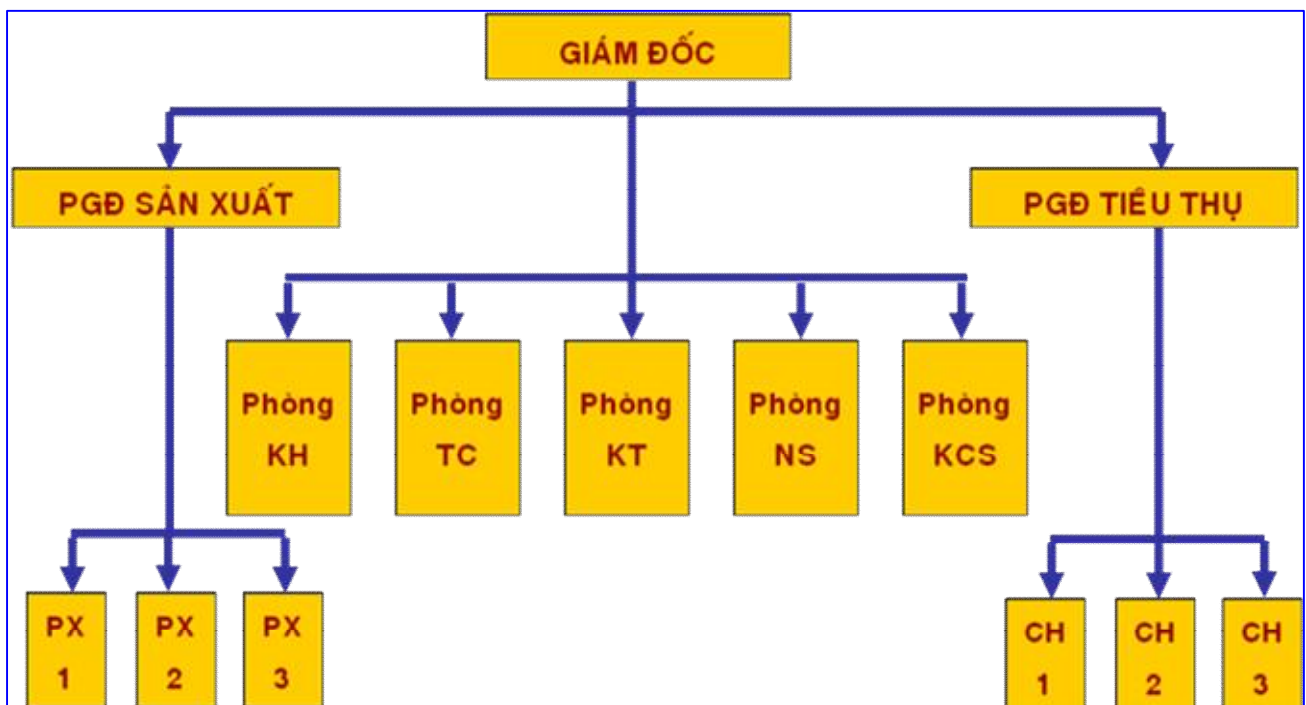 GIÁM ĐỐC
PGĐ SẢN XUẤT
PGĐ TIÊU THỤ
Phòng
KH
Phòng
TC
Phòng
KT
Phòng
NS
Phòng
KCS
PX
1
PX
2
PX
3
CH
1
CH
2
CH
3